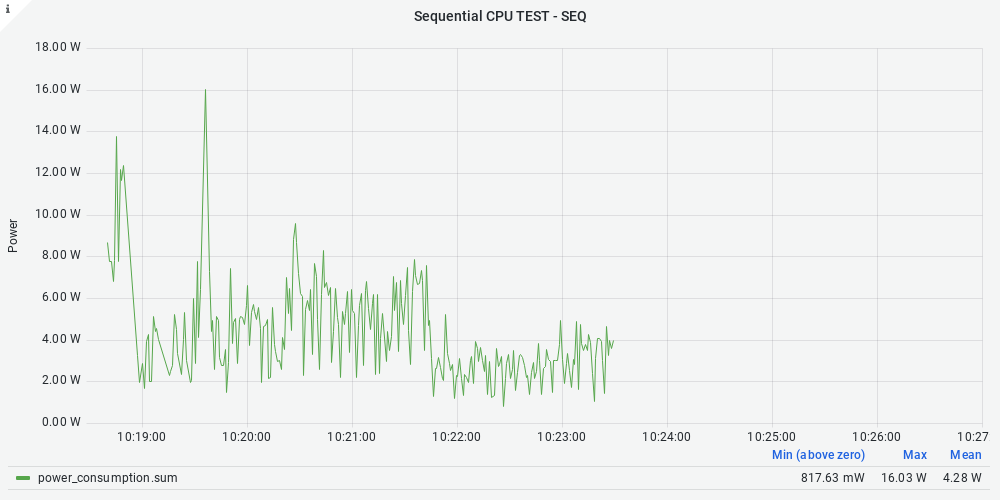 i
Sequential CPU TEST - SEQ
Power
18.00 W
16.00 W
14.00 W
12.00 W
10.00 W
8.00 W
6.00 W
4.00 W
2.00 W
0.00 W
10:19:00 10:20:00 10:21:00 10:22:00 10:23:00 10:24:00 10:25:00 10:26:00 10:27
Min (above zero) Max Mean
power_consumption.sum 817.63 mW 16.03 W 4.28 W